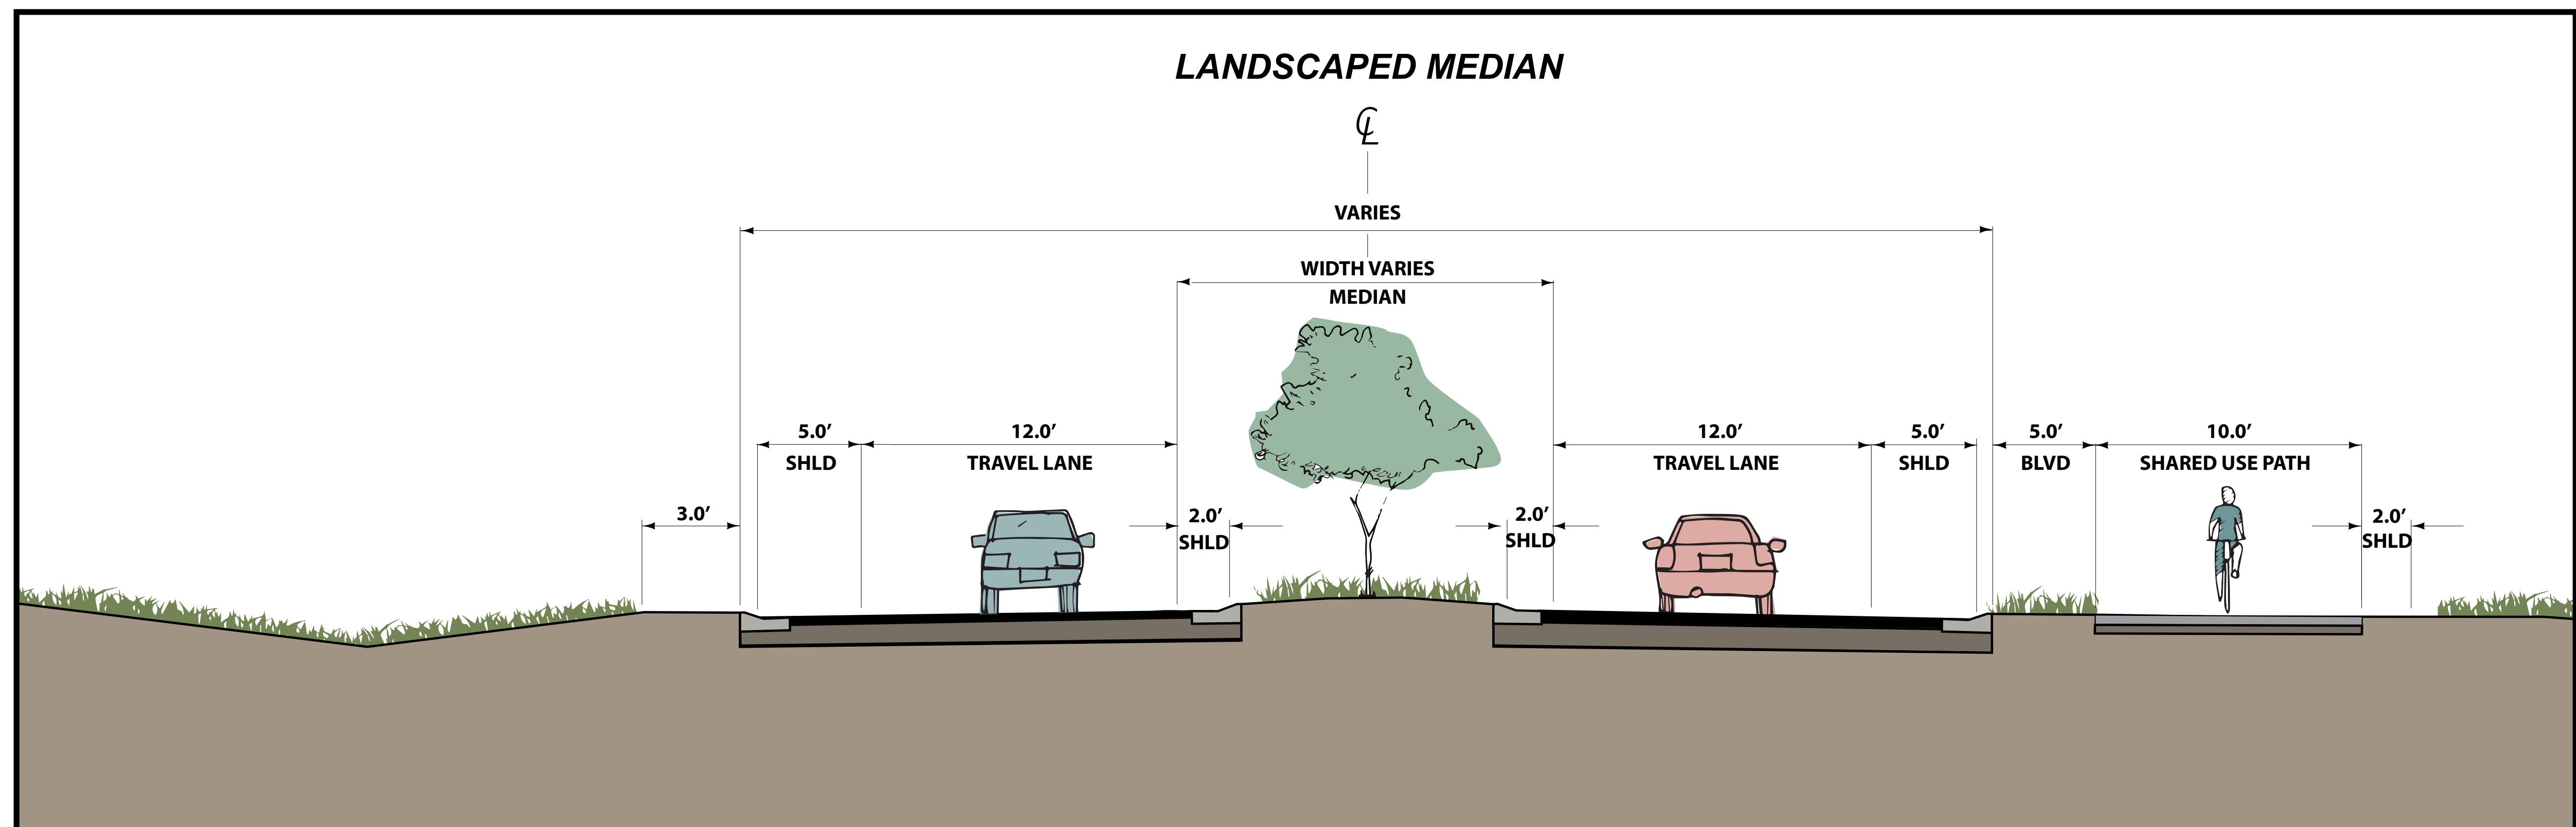 LANDSCAPED MEDIAN
℄
VARIES
WIDTH VARIES
MEDIAN
5.0’ 12.0’ 12.0’ 5.0’ 5.0’ 10.0’
SHLD TRAVEL LANE TRAVEL LANE SHLD BLVD SHARED USE PATH
3.0’ 2.0’ 2.0’ 2.0’
SHLD SHLD SHLD